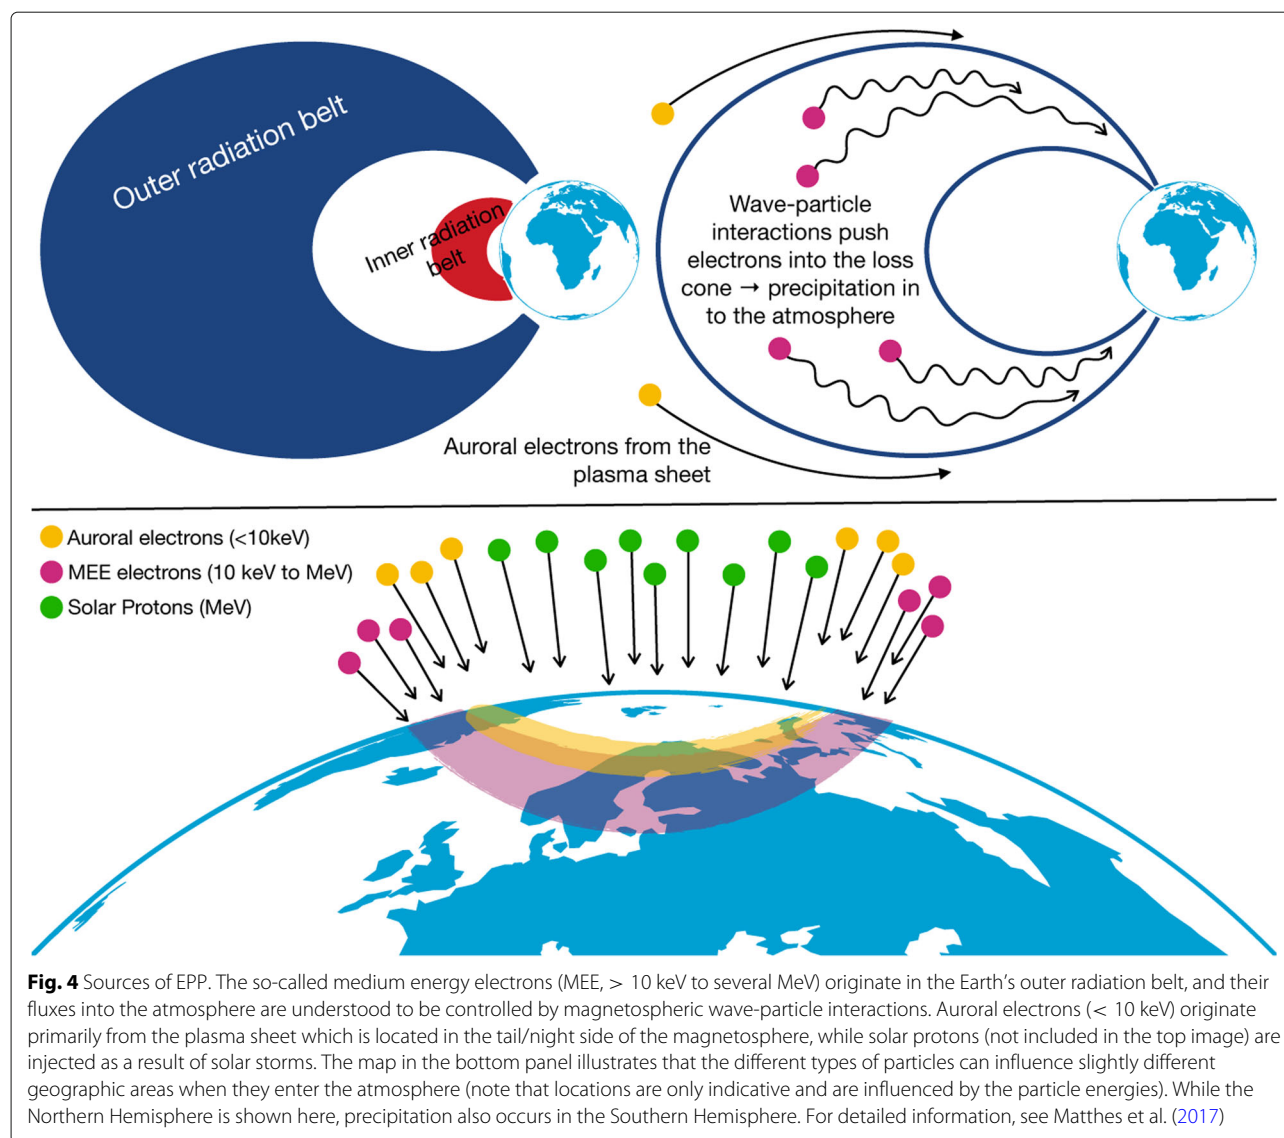 Outer radiation belt
Inner radiation
belt
Wave-particle
interactions push
electrons into the loss
cone → precipitation in
to the atmosphere
Auroral electrons from the
plasma sheet
Auroral electrons (<10keV)
MEE electrons (10 keV to MeV)
Solar Protons (MeV)
Fig. 4 Sources of EPP. The so-called medium energy electrons (MEE, > 10 keV to several MeV) originate in the Earth’s outer radiation belt, and their
fluxes into the atmosphere are understood to be controlled by magnetospheric wave-particle interactions. Auroral electrons (< 10 keV) originate
primarily from the plasma sheet which is located in the tail/night side of the magnetosphere, while solar protons (not included in the top image) are
injected as a result of solar storms. The map in the bottom panel illustrates that the different types of particles can influence slightly different
geographic areas when they enter the atmosphere (note that locations are only indicative and are influenced by the particle energies). While the
Northern Hemisphere is shown here, precipitation also occurs in the Southern Hemisphere. For detailed information, see Matthes et al. (2017)